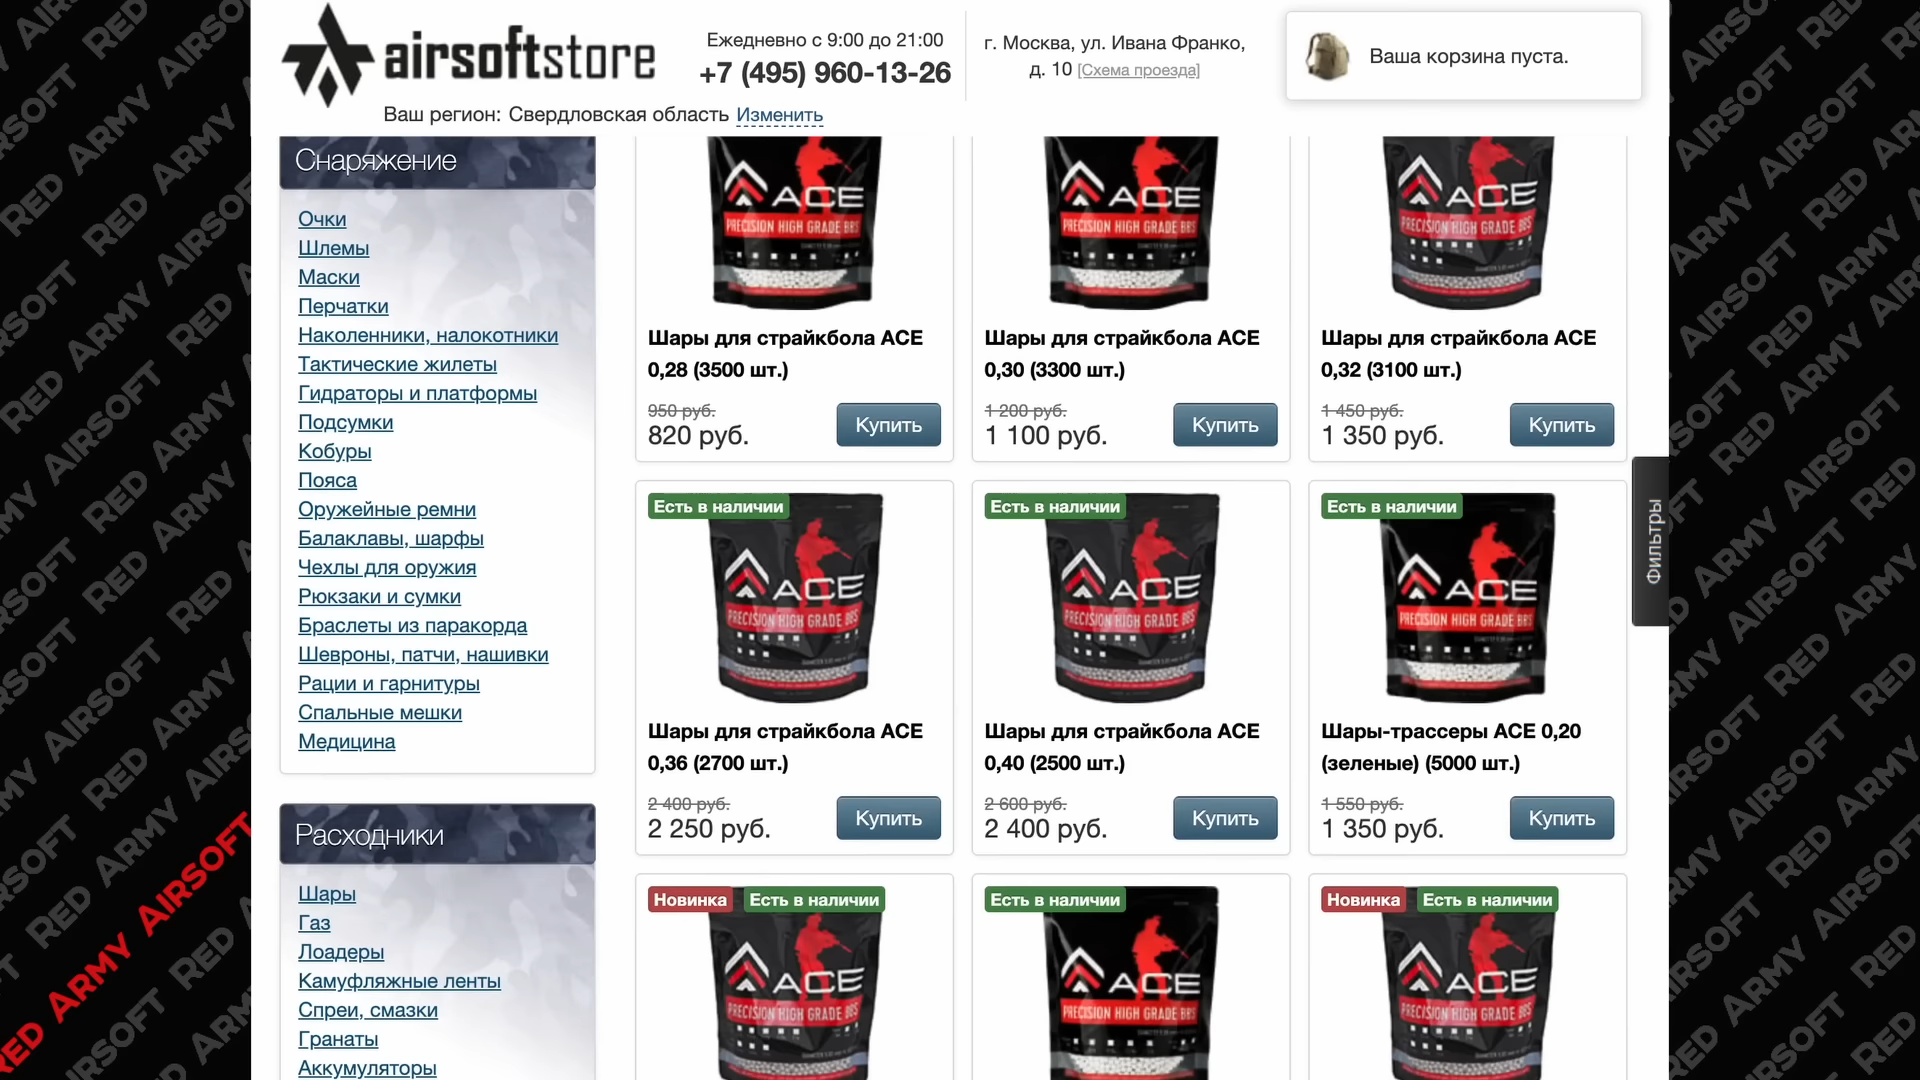 airsoftstore
Ежедневно с 9:00 до 21:00
+7 (495) 960-13-26
г. Москва, ул. Ивана Франко,
д. 10 [Схема проезда]
Ваша корзина пуста.
Ваш регион: Свердловская область Изменить
Снаряжение
Очки
Шлемы
Маски
Перчатки
Наколенники, налокотники
Тактические жилеты
Гидраторы и платформы
Подсумки
Кобуры
Пояса
Оружейные ремни
Балаклавы, шарфы
Чехлы для оружия
Рюкзаки и сумки
Браслеты из паракорда
Шевроны, патчи, нашивки
Рации и гарнитуры
Спальные мешки
Медицина
Расходники
Шары
Газ
Лоадеры
Камуфляжные ленты
Спреи, смазки
Гранаты
Аккумуляторы
ACE
PRECISION HIGH GRADE BBS
Шары для страйкбола ACE
0,28 (3500 шт.)
950 руб.
820 руб.
Купить
ACE
PRECISION HIGH GRADE BBS
Шары для страйкбола ACE
0,30 (3300 шт.)
1 200 руб.
1 100 руб.
Купить
ACE
PRECISION HIGH GRADE BBS
Шары для страйкбола ACE
0,32 (3100 шт.)
1 450 руб.
1 350 руб.
Купить
Есть в наличии
ACE
PRECISION HIGH GRADE BBS
Шары для страйкбола ACE
0,36 (2700 шт.)
2 400 руб.
2 250 руб.
Купить
Есть в наличии
ACE
PRECISION HIGH GRADE BBS
Шары для страйкбола ACE
0,40 (2500 шт.)
2 600 руб.
2 400 руб.
Купить
Есть в наличии
ACE
PRECISION HIGH GRADE BBS
Шары-трассеры ACE 0,20
(зеленые) (5000 шт.)
1 550 руб.
1 350 руб.
Купить
Новинка Есть в наличии
ACE
PRECISION HIGH GRADE BBS
Есть в наличии
ACE
PRECISION HIGH GRADE BBS
Новинка Есть в наличии
ACE
PRECISION HIGH GRADE BBS
Фильтры
RED ARMY AIRSOFT